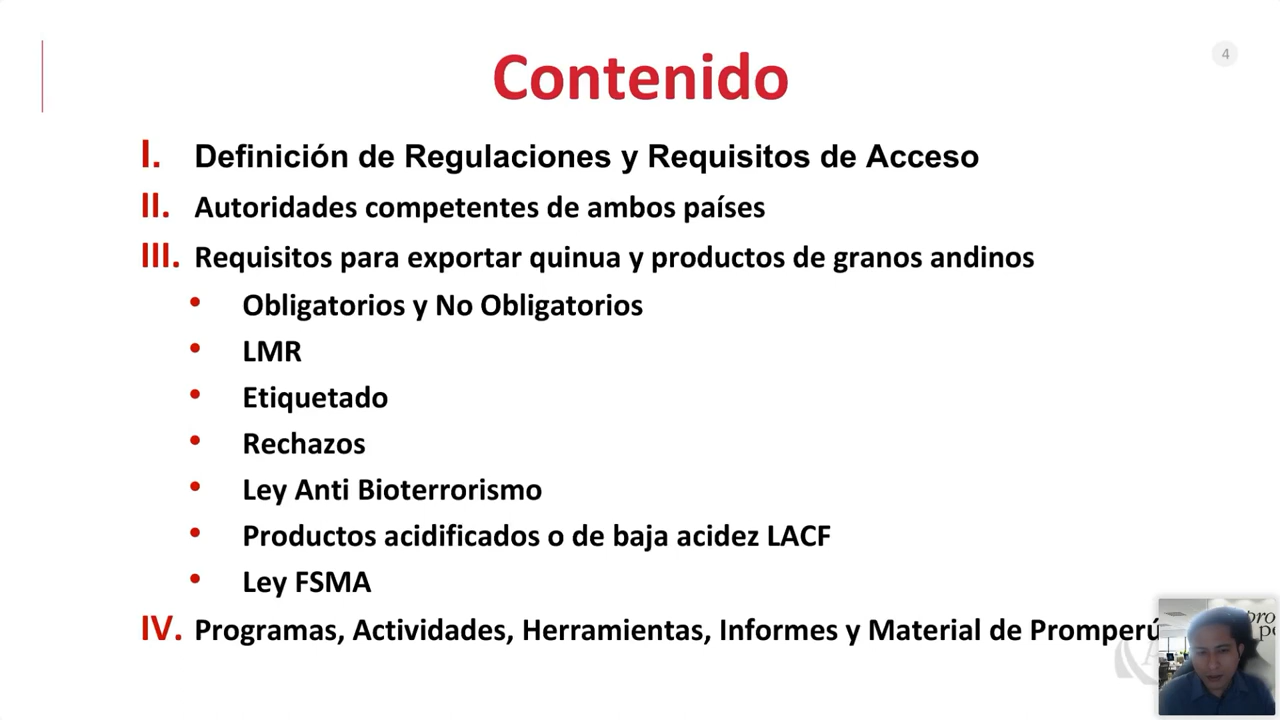 Contenido
4
I. Definición de Regulaciones y Requisitos de Acceso
II. Autoridades competentes de ambos países
III. Requisitos para exportar quinua y productos de granos andinos
• Obligatorios y No Obligatorios
• LMR
• Etiquetado
• Rechazos
• Ley Anti Bioterrorismo
• Productos acidificados o de baja acidez LACF
• Ley FSMA
IV. Programas, Actividades, Herramientas, Informes y Material de Promperú